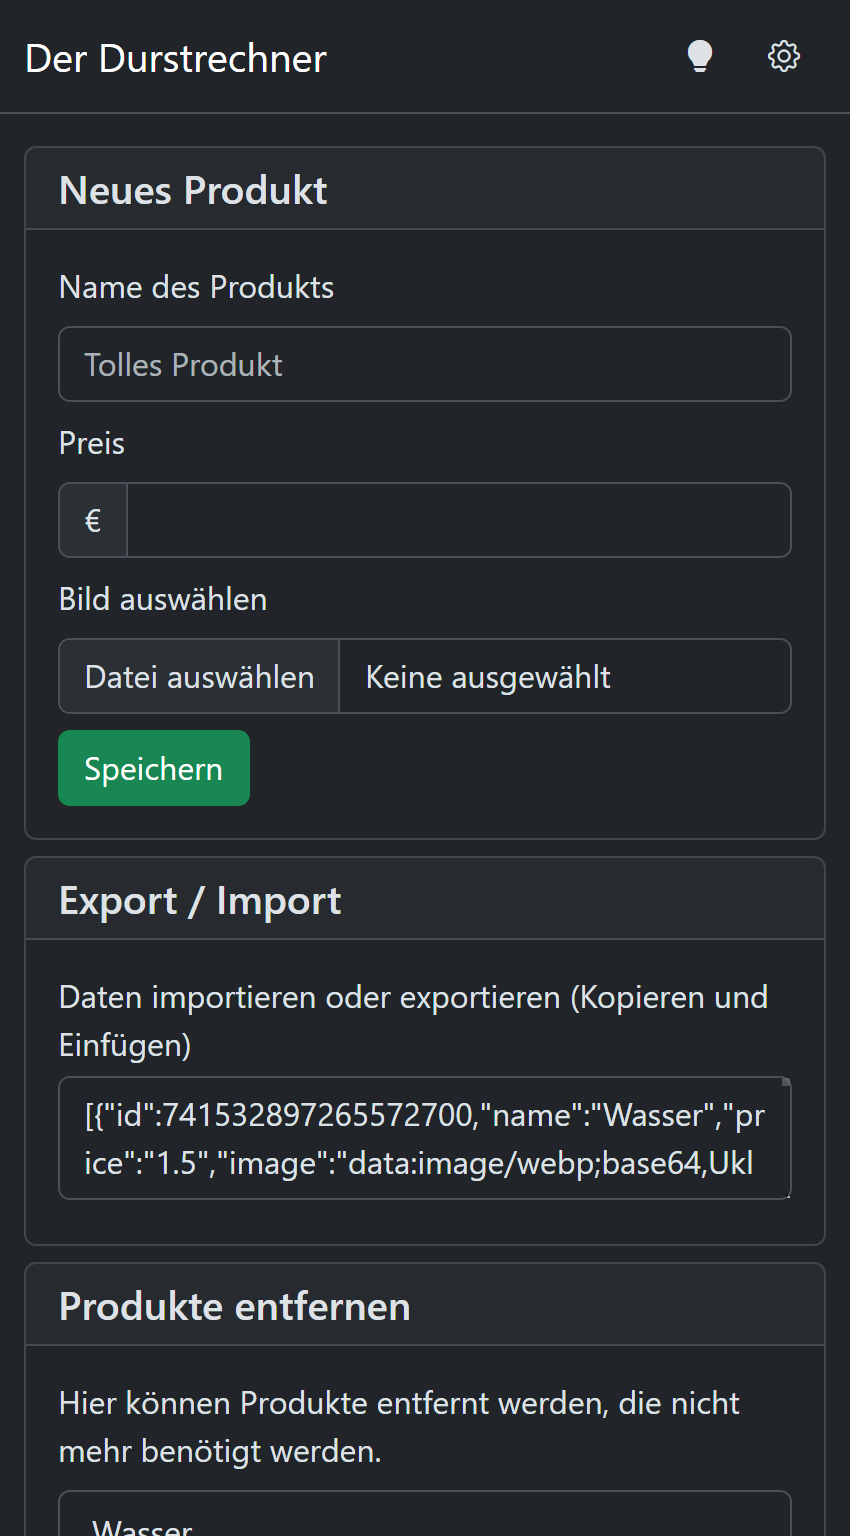 Der Durstrechner
Neues Produkt
Name des Produkts
Tolles Produkt
Preis
€
Bild auswählen
Datei auswählen Keine ausgewählt
Speichern
Export / Import
Daten importieren oder exportieren (Kopieren und
Einfügen)
[{"id":741532897265572700,"name":"Wasser","pr
ice":"1.5","image":"data:image/webp;base64,Ukl
Produkte entfernen
Hier können Produkte entfernt werden, die nicht
mehr benötigt werden.
Wasser